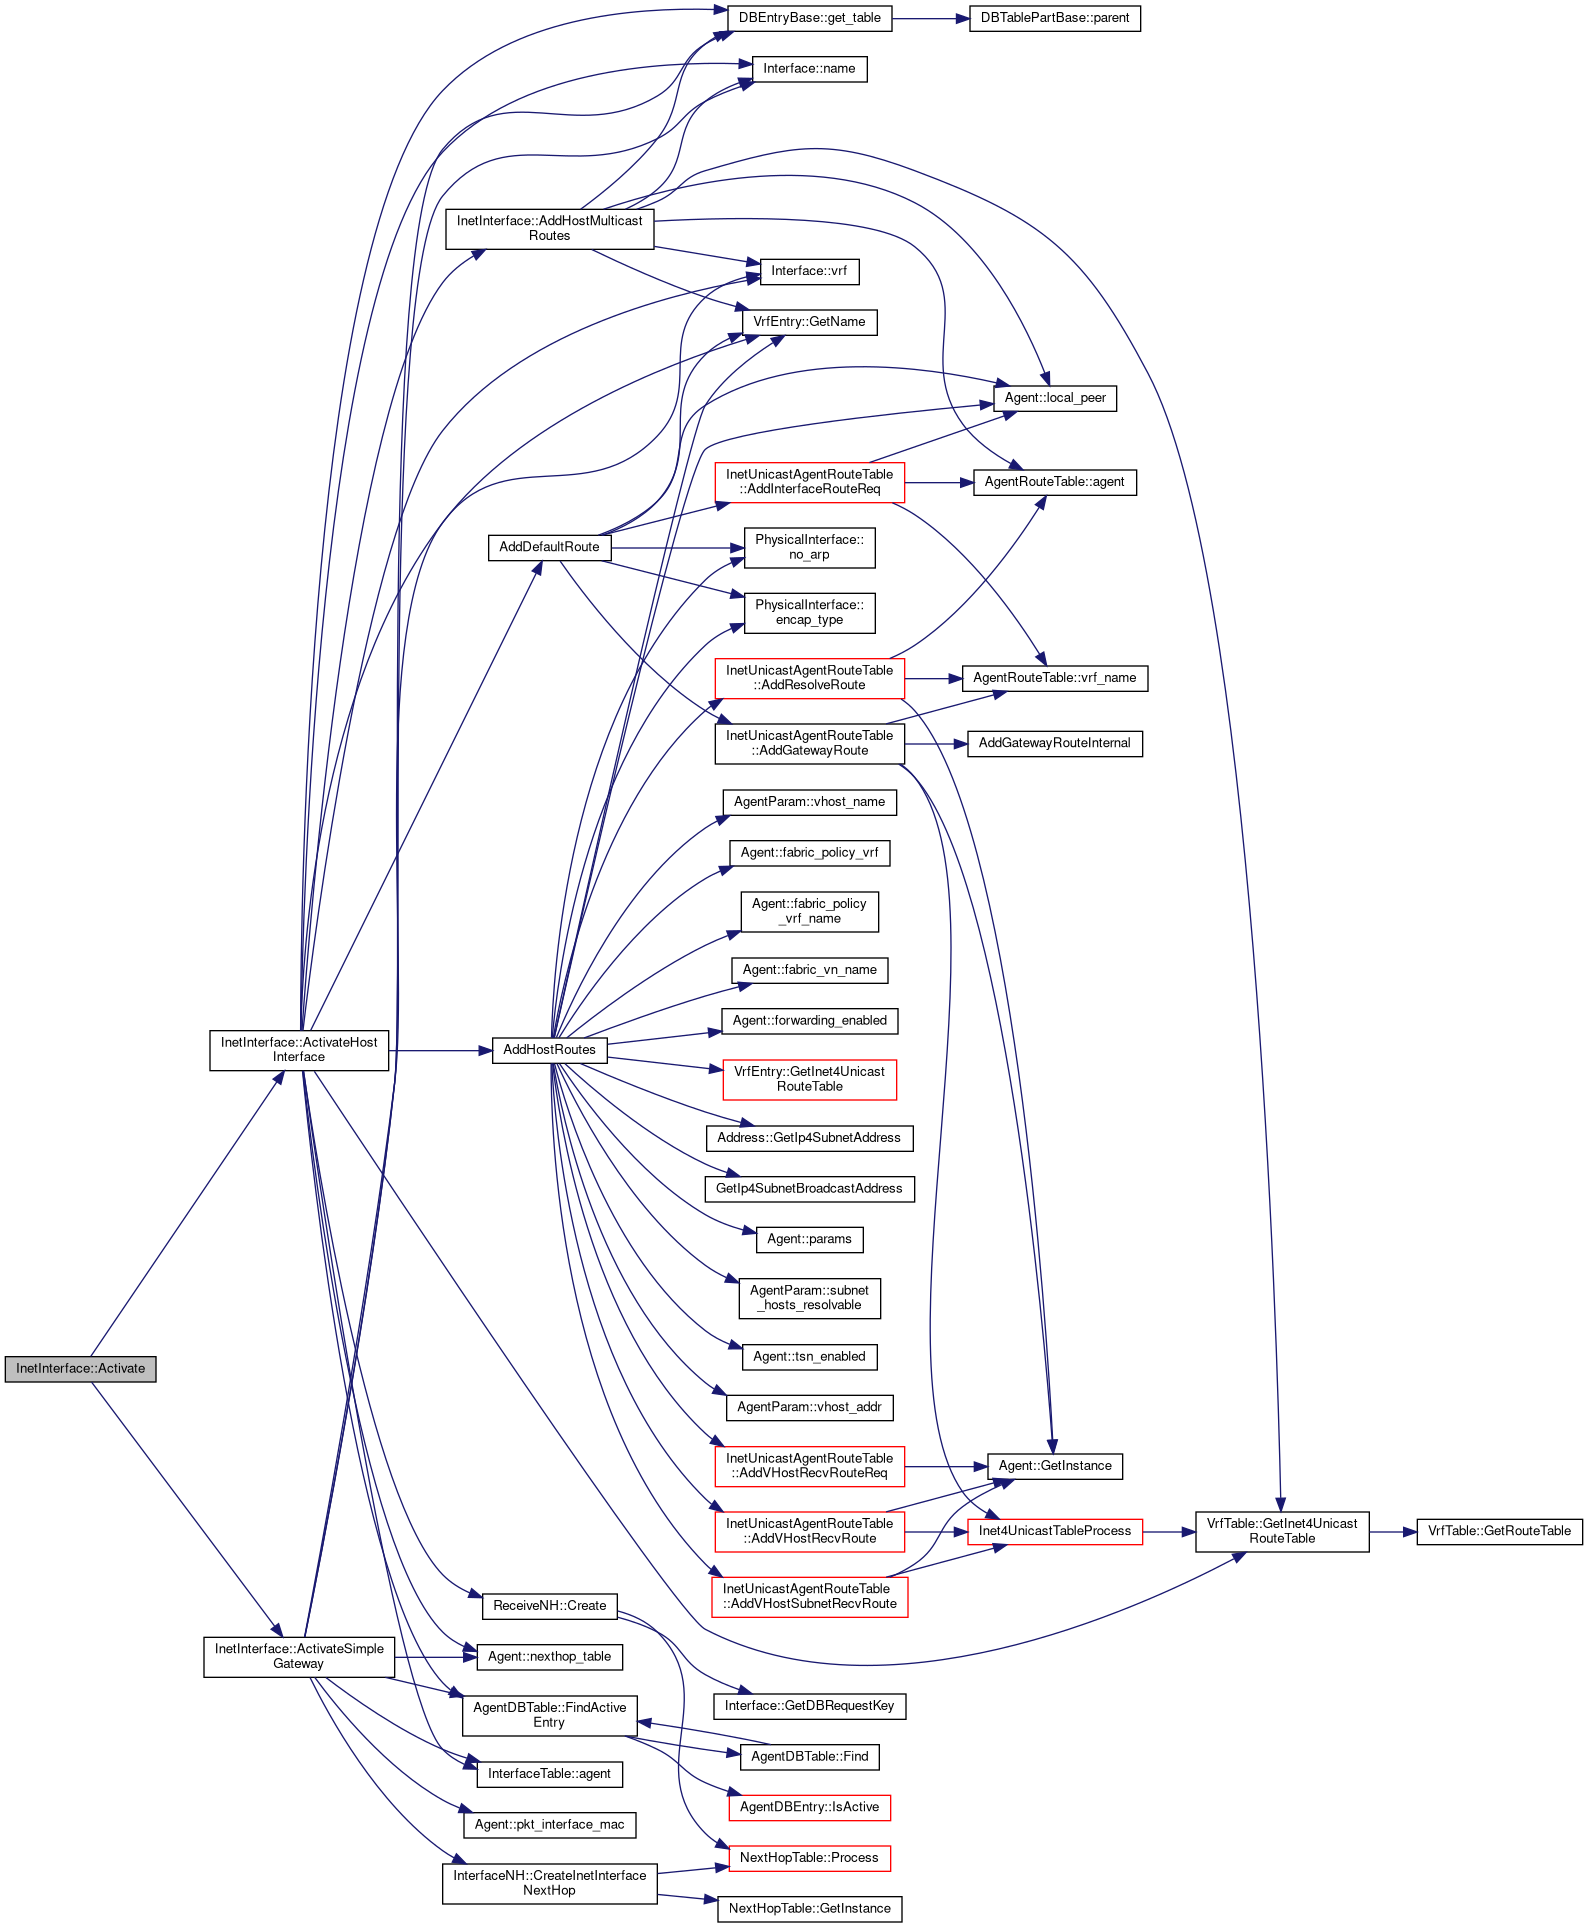 DBEntryBase::get_table
DBTablePartBase::parent
Interface::name
InetInterface::AddHostMulticast
Routes
Interface::vrf
VrfEntry::GetName
Agent::local_peer
InetUnicastAgentRouteTable
::AddInterfaceRouteReq
AgentRouteTable::agent
AddDefaultRoute
PhysicalInterface::
no_arp
PhysicalInterface::
encap_type
InetUnicastAgentRouteTable
::AddResolveRoute
AgentRouteTable::vrf_name
InetUnicastAgentRouteTable
::AddGatewayRoute
AddGatewayRouteInternal
AgentParam::vhost_name
Agent::fabric_policy_vrf
Agent::fabric_policy
_vrf_name
Agent::fabric_vn_name
Agent::forwarding_enabled
InetInterface::ActivateHost
Interface
AddHostRoutes
VrfEntry::GetInet4Unicast
RouteTable
Address::GetIp4SubnetAddress
GetIp4SubnetBroadcastAddress
Agent::params
AgentParam::subnet
_hosts_resolvable
Agent::tsn_enabled
InetInterface::Activate
AgentParam::vhost_addr
InetUnicastAgentRouteTable
::AddVHostRecvRouteReq
Agent::GetInstance
InetUnicastAgentRouteTable
::AddVHostRecvRoute
Inet4UnicastTableProcess
VrfTable::GetInet4Unicast
RouteTable
VrfTable::GetRouteTable
InetUnicastAgentRouteTable
::AddVHostSubnetRecvRoute
ReceiveNH::Create
InetInterface::ActivateSimple
Gateway
Agent::nexthop_table
Interface::GetDBRequestKey
AgentDBTable::FindActive
Entry
AgentDBTable::Find
InterfaceTable::agent
AgentDBEntry::IsActive
Agent::pkt_interface_mac
NextHopTable::Process
InterfaceNH::CreateInetInterface
NextHop
NextHopTable::GetInstance